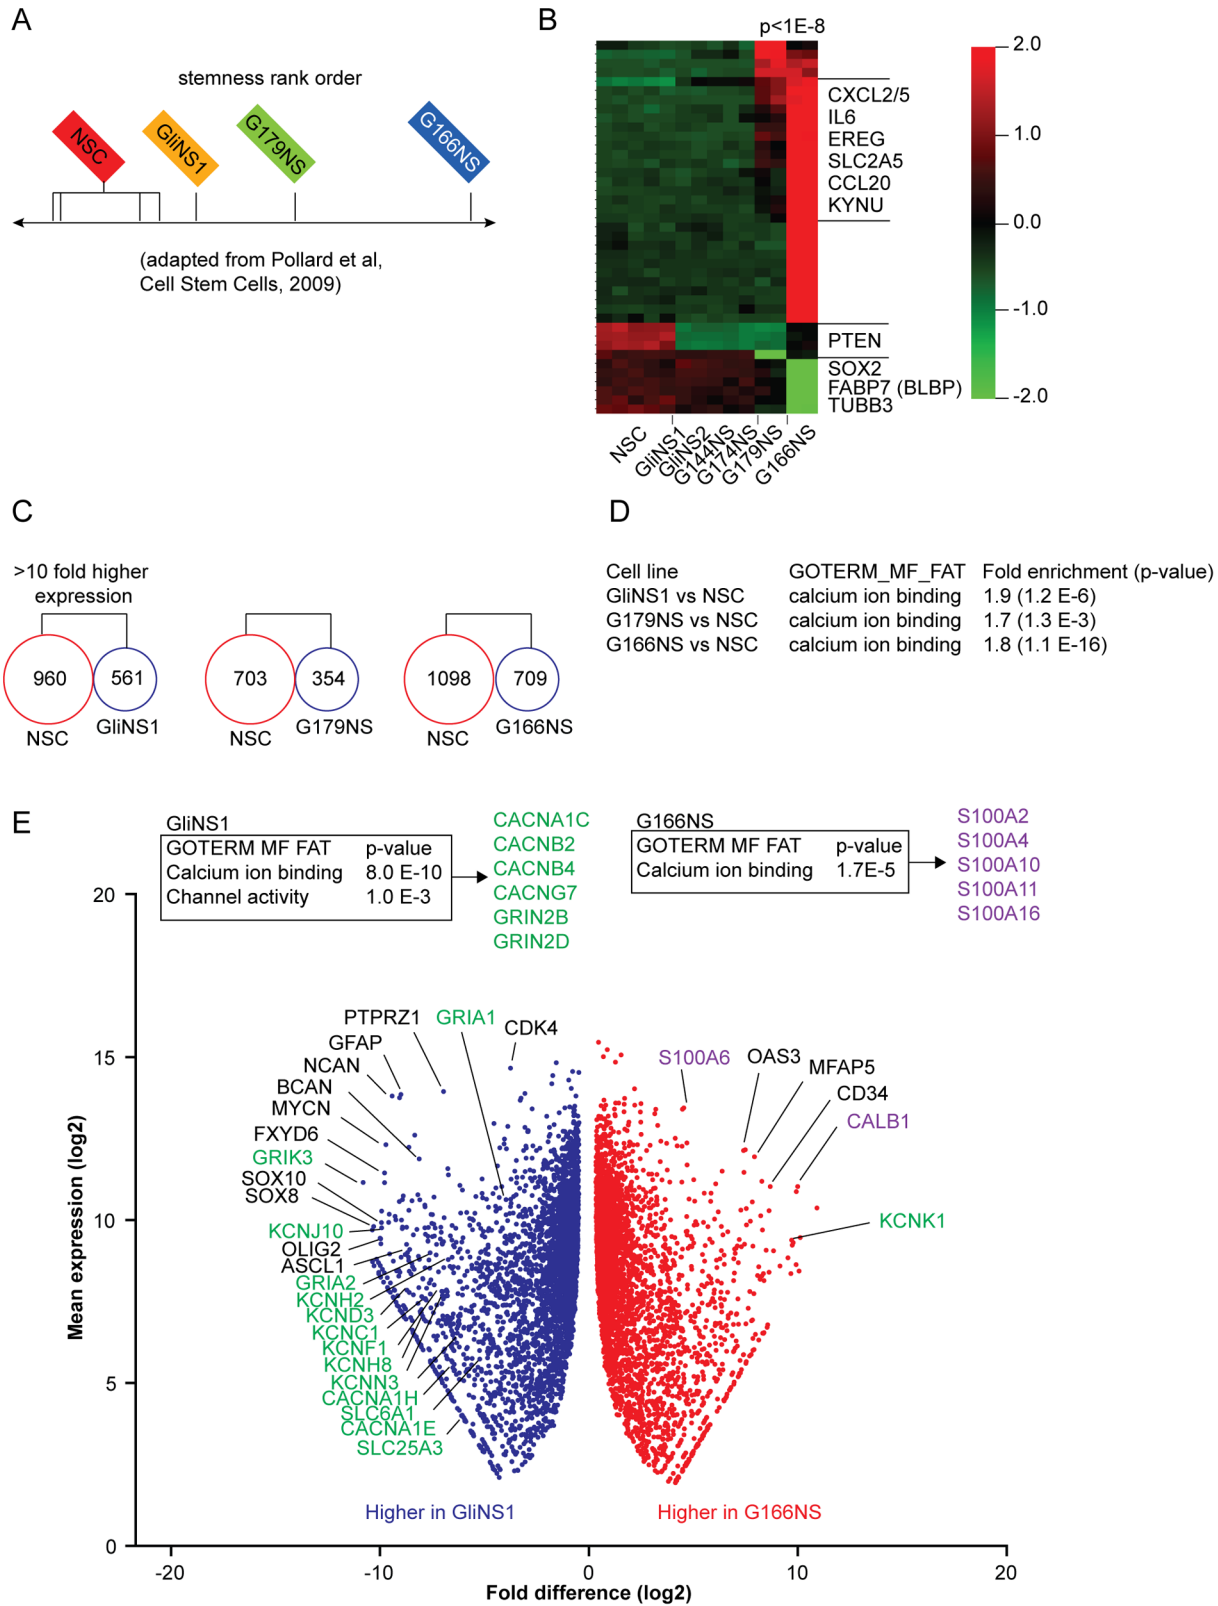 A
stemness rank order
NSC
GliNS1
G179NS
G166NS
(adapted from Pollard et al,
Cell Stem Cells, 2009)
B
p<1E-8
CXCL2/5
IL6
EREG
SLC2A5
CCL20
KYNU
PTEN
SOX2
FABP7 (BLBP)
TUBB3
2.0
1.0
0.0
-1.0
-2.0
NSC
GliNS1
GliNS2
G144NS
G174NS
G179NS
G166NS
C
>10 fold higher
expression
960
561
GliNS1
NSC
703
354
G179NS
NSC
1098
709
G166NS
NSC
D
Cell line GOTERM_MF_FAT Fold enrichment (p-value)
GliNS1 vs NSC calcium ion binding 1.9 (1.2 E-6)
G179NS vs NSC calcium ion binding 1.7 (1.3 E-3)
G166NS vs NSC calcium ion binding 1.8 (1.1 E-16)
E
GliNS1
GOTERM MF FAT p-value
Calcium ion binding 8.0 E-10
Channel activity 1.0 E-3
CACNA1C
CACNB2
CACNB4
CACNG7
GRIN2B
GRIN2D
G166NS
GOTERM MF FAT p-value
Calcium ion binding 1.7E-5
S100A2
S100A4
S100A10
S100A11
S100A16
PTPRZ1
GRIA1
CDK4
GFAP
NCAN
BCAN
MYCN
FXYD6
GRIK3
SOX10
SOX8
KCNJ10
OLIG2
ASCL1
GRIA2
KCNH2
KCND3
KCNC1
KCNF1
KCNH8
KCNN3
CACNA1H
SLC6A1
CACNA1E
SLC25A3
S100A6
OAS3
MFAP5
CD34
CALB1
KCNK1
Higher in GliNS1
Higher in G166NS
Mean expression (log2)
20
15
10
5
0
-20
-10
0
10
20
Fold difference (log2)